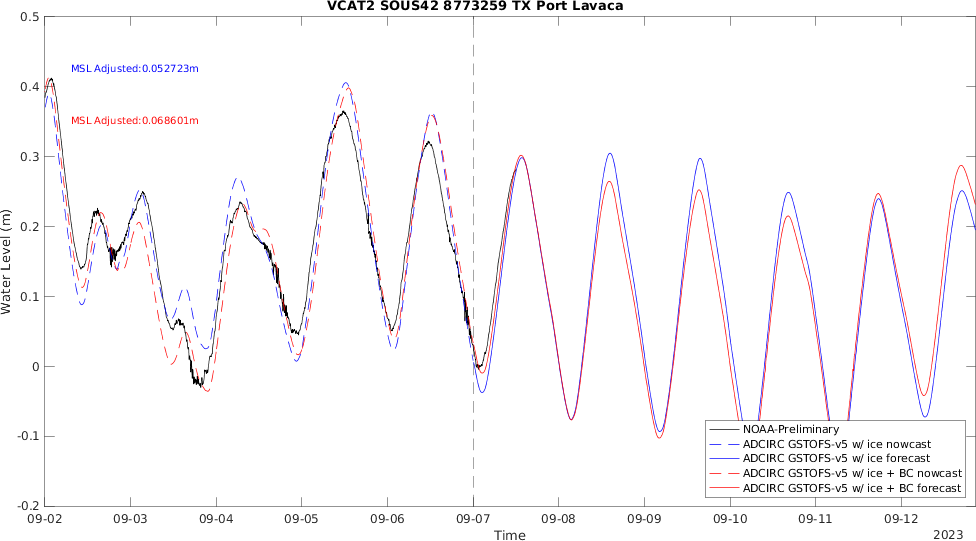 VCAT2 SOUS42 8773259 TX Port Lavaca
0.5
0.4
0.3
0.2
0.1
0
-0.1
-0.2
Water Level (m)
MSL Adjusted:0.052723m
MSL Adjusted:0.068601m
NOAA-Preliminary
ADCIRC GSTOFS-v5 w/ ice nowcast
ADCIRC GSTOFS-v5 w/ ice forecast
ADCIRC GSTOFS-v5 w/ ice + BC nowcast
ADCIRC GSTOFS-v5 w/ ice + BC forecast
09-02 09-03 09-04 09-05 09-06 09-07 09-08 09-09 09-10 09-11 09-12
Time
2023